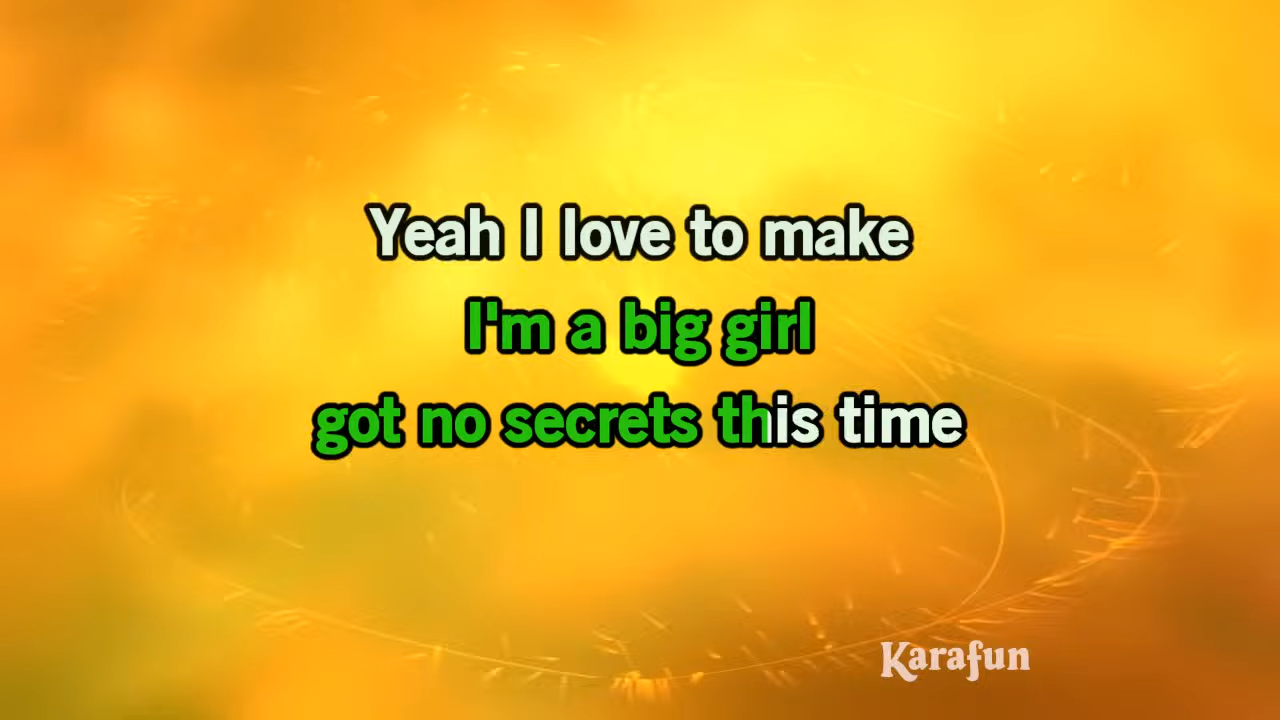 Yeah I love to make
I'm a big girl
got no secrets this time
Karafun